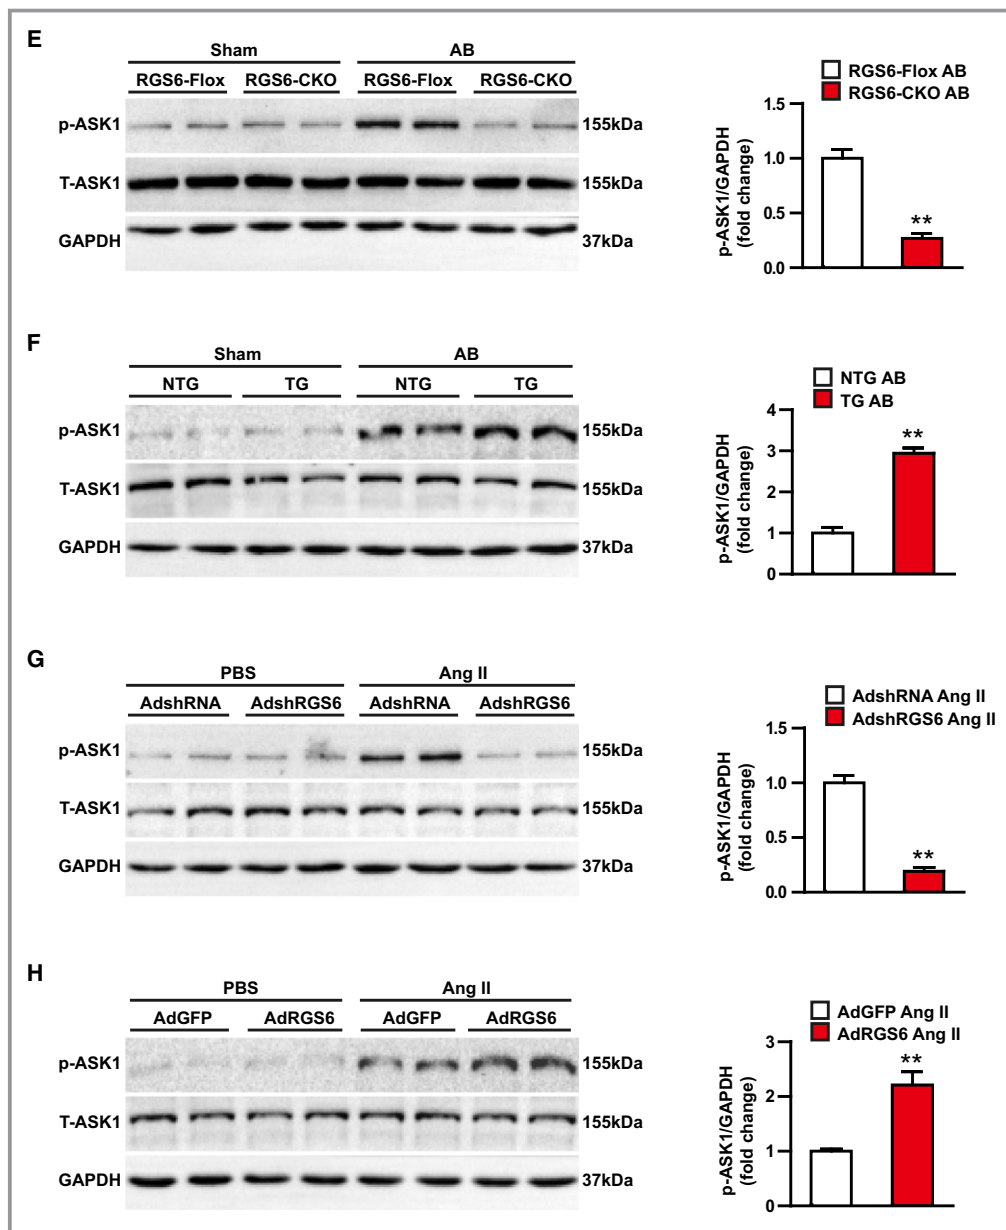 E
Sham AB
RGS6-Flox RGS6-CKO RGS6-Flox RGS6-CKO
p-ASK1 155kDa
T-ASK1 155kDa
GAPDH 37kDa
RGS6-Flox AB
RGS6-CKO AB
p-ASK1/GAPDH
(fold change)
1.5
1.0
0.5
0.0
**
F
Sham AB
NTG TG NTG TG
p-ASK1 155kDa
T-ASK1 155kDa
GAPDH 37kDa
NTG AB
TG AB
p-ASK1/GAPDH
(fold change)
4
3
2
1
0
**
G
PBS Ang II
AdshRNA AdshRGS6 AdshRNA AdshRGS6
p-ASK1 155kDa
T-ASK1 155kDa
GAPDH 37kDa
AdshRNA Ang II
AdshRGS6 Ang II
p-ASK1/GAPDH
(fold change)
1.5
1.0
0.5
0.0
**
H
PBS Ang II
AdGFP AdRGS6 AdGFP AdRGS6
p-ASK1 155kDa
T-ASK1 155kDa
GAPDH 37kDa
AdGFP Ang II
AdRGS6 Ang II
p-ASK1/GAPDH
(fold change)
3
2
1
0
**